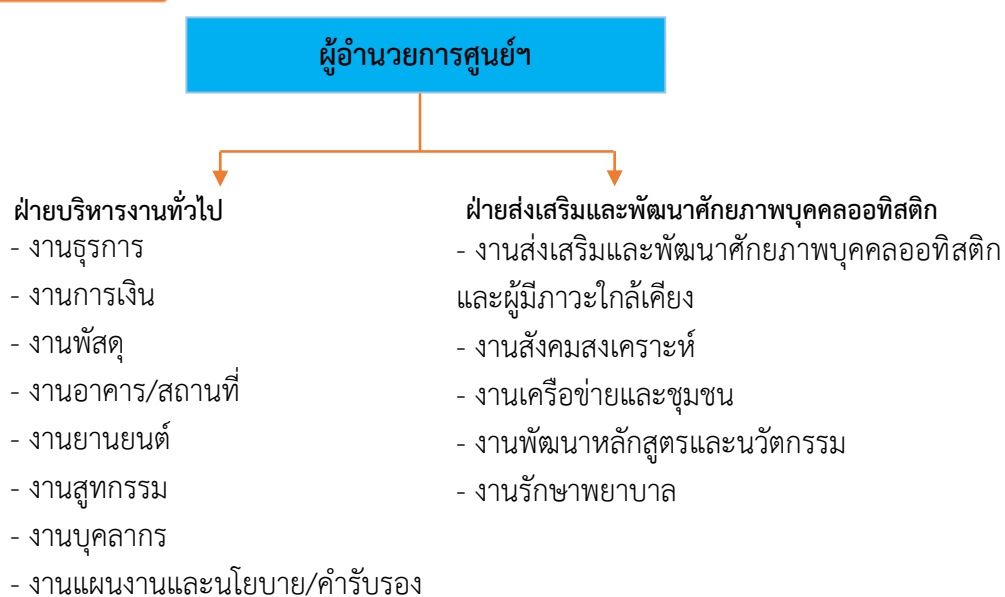 ผู้อำนวยการศูนย์ฯ
ฝ่ายบริหารงานทั่วไป
- งานธุรการ
- งานการเงิน
- งานพัสดุ
- งานอาคาร/สถานที่
- งานยานยนต์
- งานสูทกรรม
- งานบุคลากร
- งานแผนงานและนโยบาย/คำรับรอง
ฝ่ายส่งเสริมและพัฒนาศักยภาพบุคคลออทิสติก
- งานส่งเสริมและพัฒนาศักยภาพบุคคลออทิสติก
และผู้มีภาวะใกล้เคียง
- งานสังคมสงเคราะห์
- งานเครือข่ายและชุมชน
- งานพัฒนาหลักสูตรและนวัตกรรม
- งานรักษาพยาบาล